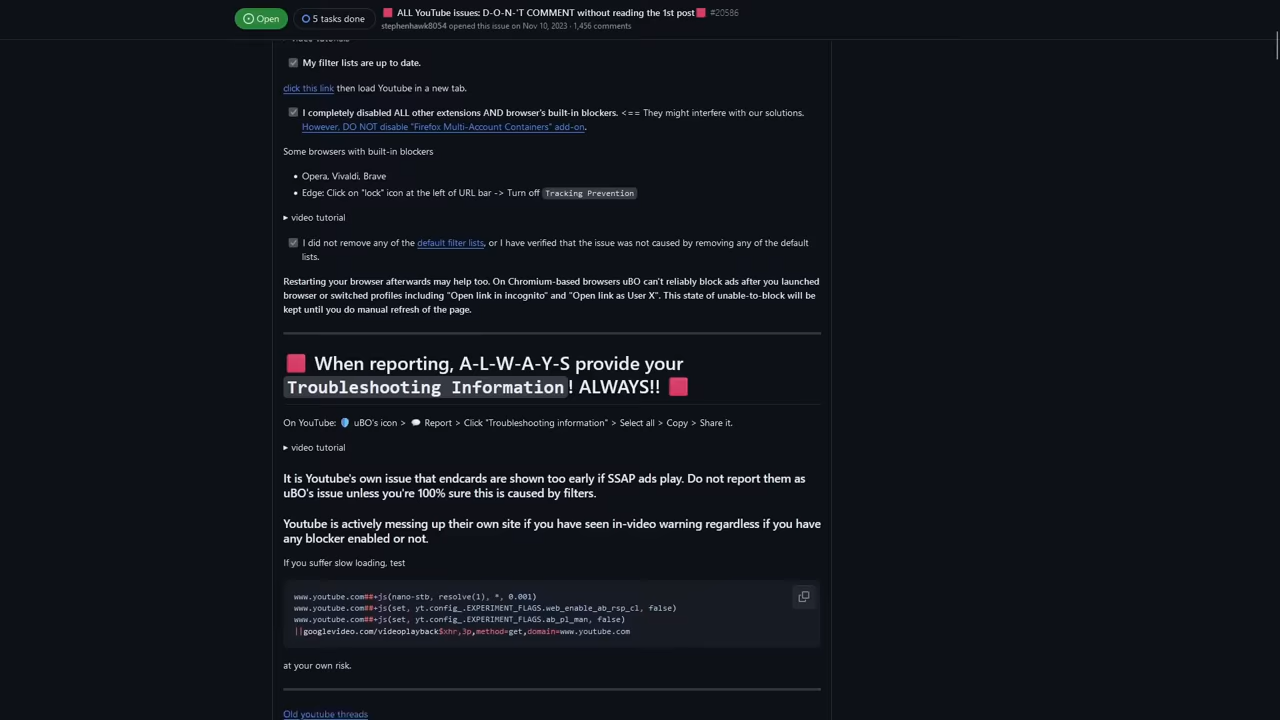 Open
5 tasks done
ALL YouTube issues: D-O-N-'T COMMENT without reading the 1st post #20586
stephenhawk8054 opened this issue on Nov 10, 2023 · 1,456 comments
My filter lists are up to date.
click this link then load Youtube in a new tab.
I completely disabled ALL other extensions AND browser's built-in blockers. <== They might interfere with our solutions.
However, DO NOT disable "Firefox Multi-Account Containers" add-on.
Some browsers with built-in blockers
• Opera, Vivaldi, Brave
• Edge: Click on "lock" icon at the left of URL bar -> Turn off Tracking Prevention
▸ video tutorial
I did not remove any of the default filter lists, or I have verified that the issue was not caused by removing any of the default
lists.
Restarting your browser afterwards may help too. On Chromium-based browsers uBO can't reliably block ads after you launched
browser or switched profiles including "Open link in incognito" and "Open link as User X". This state of unable-to-block will be
kept until you do manual refresh of the page.
When reporting, A-L-W-A-Y-S provide your
Troubleshooting Information! ALWAYS!!
On YouTube: uBO's icon > Report > Click "Troubleshooting information" > Select all > Copy > Share it.
▸ video tutorial
It is Youtube's own issue that endcards are shown too early if SSAP ads play. Do not report them as
uBO's issue unless you're 100% sure this is caused by filters.
Youtube is actively messing up their own site if you have seen in-video warning regardless if you have
any blocker enabled or not.
If you suffer slow loading, test
www.youtube.com##+js(nano-stb, resolve(1), *, 0.001)
www.youtube.com##+js(set, yt.config_.EXPERIMENT_FLAGS.web_enable_ab_rsp_cl, false)
www.youtube.com##+js(set, yt.config_.EXPERIMENT_FLAGS.ab_pl_man, false)
||googlevideo.com/videoplayback$xhr,3p,method=get,domain=www.youtube.com
at your own risk.
Old youtube threads